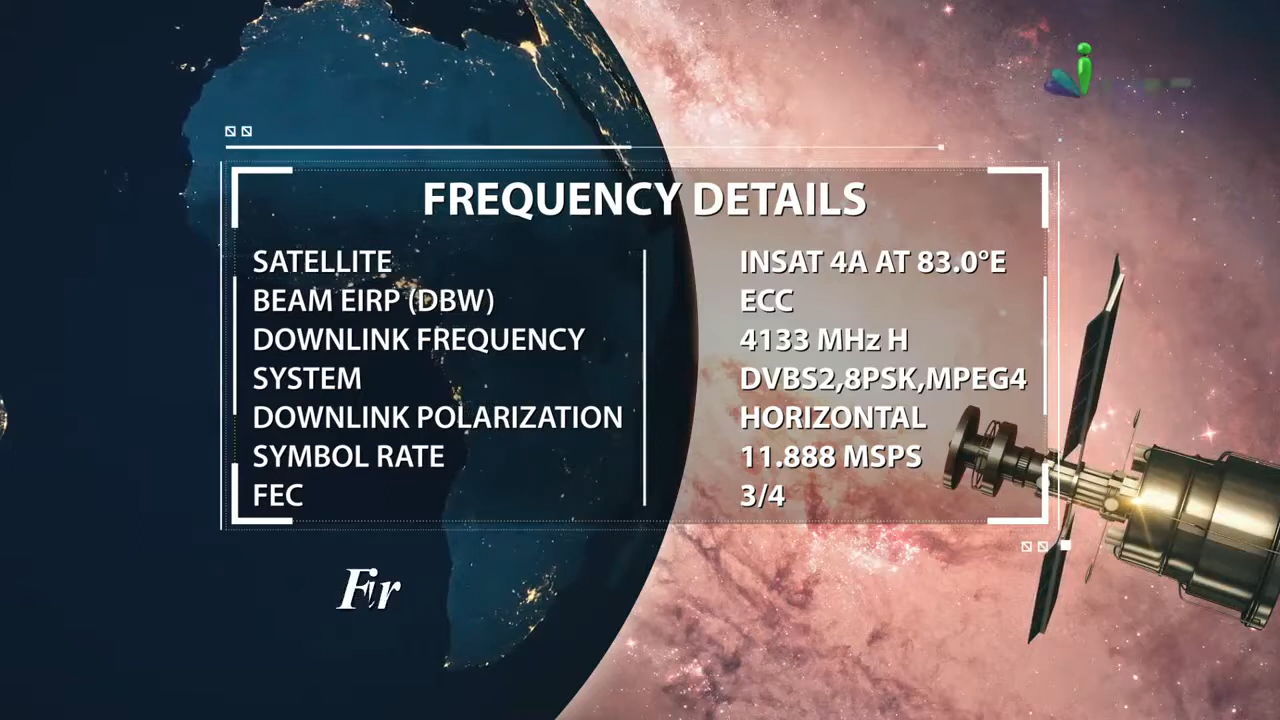 FREQUENCY DETAILS
SATELLITE INSAT 4A AT 83.0°E
BEAM EIRP (DBW) ECC
DOWNLINK FREQUENCY 4133 MHz H
SYSTEM DVBS2,8PSK,MPEG4
DOWNLINK POLARIZATION HORIZONTAL
SYMBOL RATE 11.888 MSPS
FEC 3/4
Fir